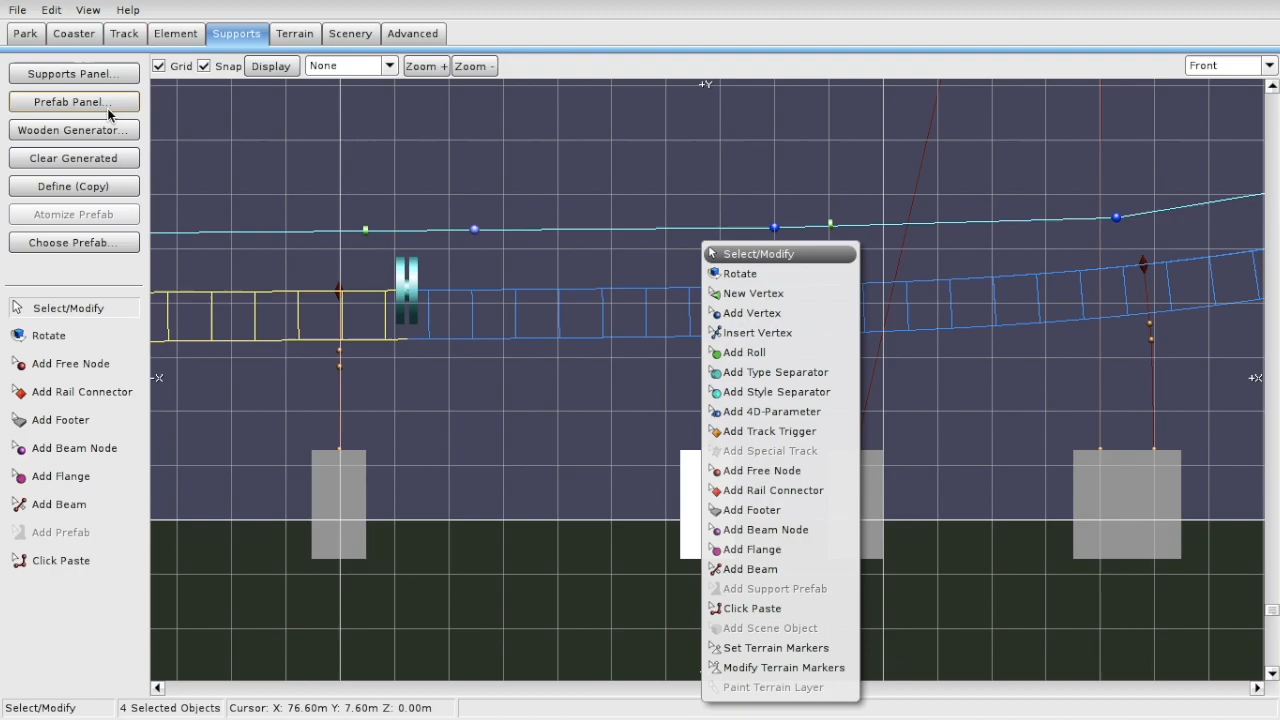 File Edit View Help
Park Coaster Track Element Supports Terrain Scenery Advanced
Supports Panel... Grid Snap Display None Zoom + Zoom - Front
Prefab Panel...
Wooden Generator...
Clear Generated
Define (Copy)
Atomize Prefab
Choose Prefab...
Select/Modify
Rotate
Add Free Node
Add Rail Connector
Add Footer
Add Beam Node
Add Flange
Add Beam
Add Prefab
Click Paste
+Y
-X
+X
Select/Modify
Rotate
New Vertex
Add Vertex
Insert Vertex
Add Roll
Add Type Separator
Add Style Separator
Add 4D-Parameter
Add Track Trigger
Add Special Track
Add Free Node
Add Rail Connector
Add Footer
Add Beam Node
Add Flange
Add Beam
Add Support Prefab
Click Paste
Add Scene Object
Set Terrain Markers
Modify Terrain Markers
Paint Terrain Layer
Select/Modify 4 Selected Objects Cursor: X: 76.60m Y: 7.60m Z: 0.00m